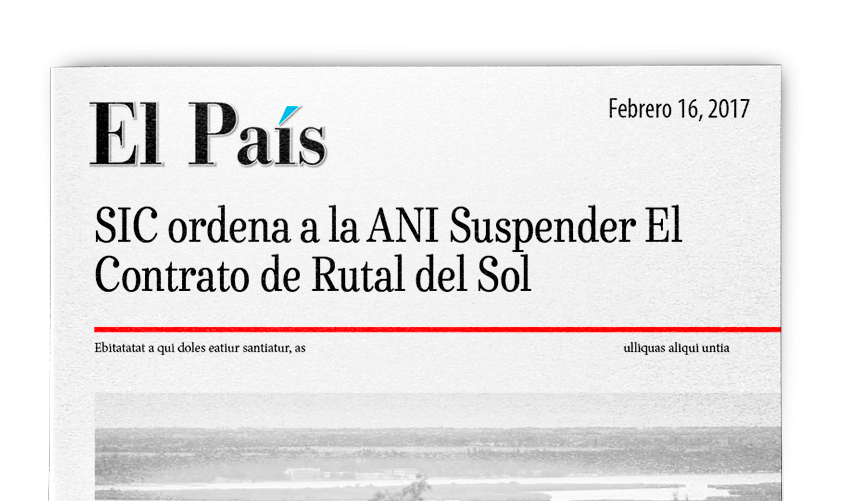 El País
Febrero 16, 2017
SIC ordena a la ANI Suspender El
Contrato de Rutal del Sol
Ebitatatat a qui doles eatiur santiatur, as
ulliquas aliqui untia